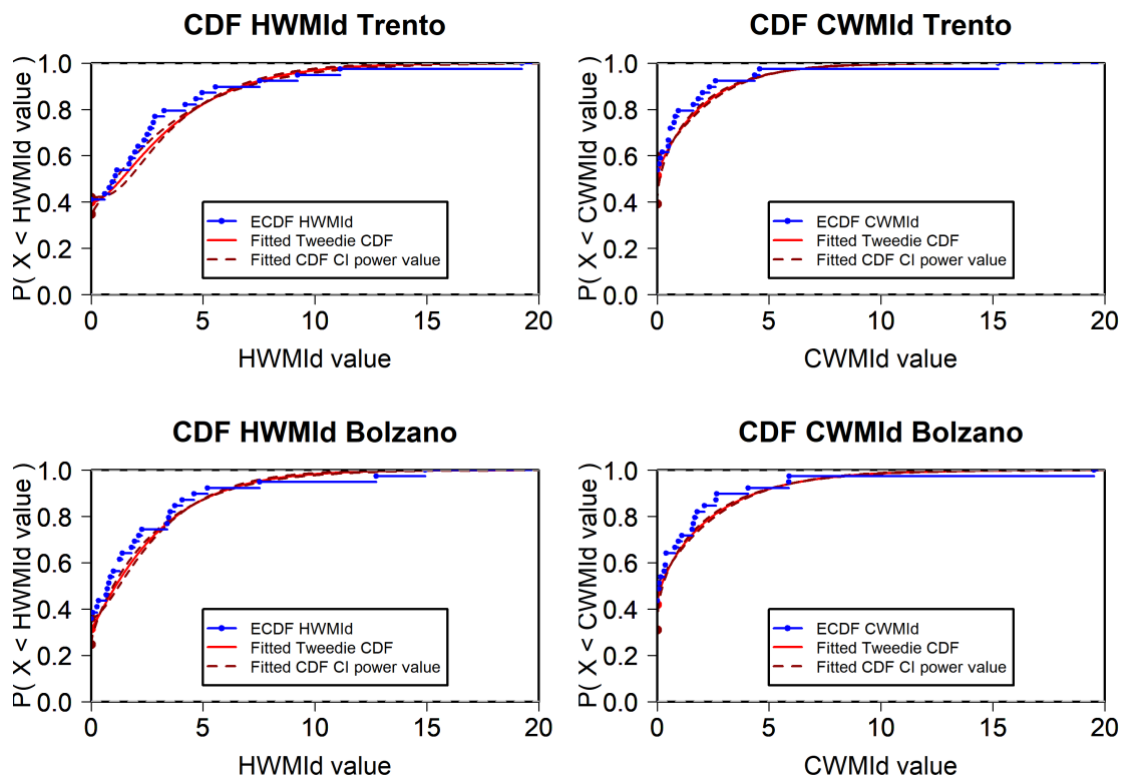 CDF HWMId Trento
P( X < HWMId value )
1.0
0.8
0.6
0.4
0.2
0.0
ECDF HWMId
Fitted Tweedie CDF
Fitted CDF CI power value
0 5 10 15 20
HWMId value
CDF CWMId Trento
P( X < CWMId value )
1.0
0.8
0.6
0.4
0.2
0.0
ECDF CWMId
Fitted Tweedie CDF
Fitted CDF CI power value
0 5 10 15 20
CWMId value
CDF HWMId Bolzano
P( X < HWMId value )
1.0
0.8
0.6
0.4
0.2
0.0
ECDF HWMId
Fitted Tweedie CDF
Fitted CDF CI power value
0 5 10 15 20
HWMId value
CDF CWMId Bolzano
P( X < CWMId value )
1.0
0.8
0.6
0.4
0.2
0.0
ECDF CWMId
Fitted Tweedie CDF
Fitted CDF CI power value
0 5 10 15 20
CWMId value